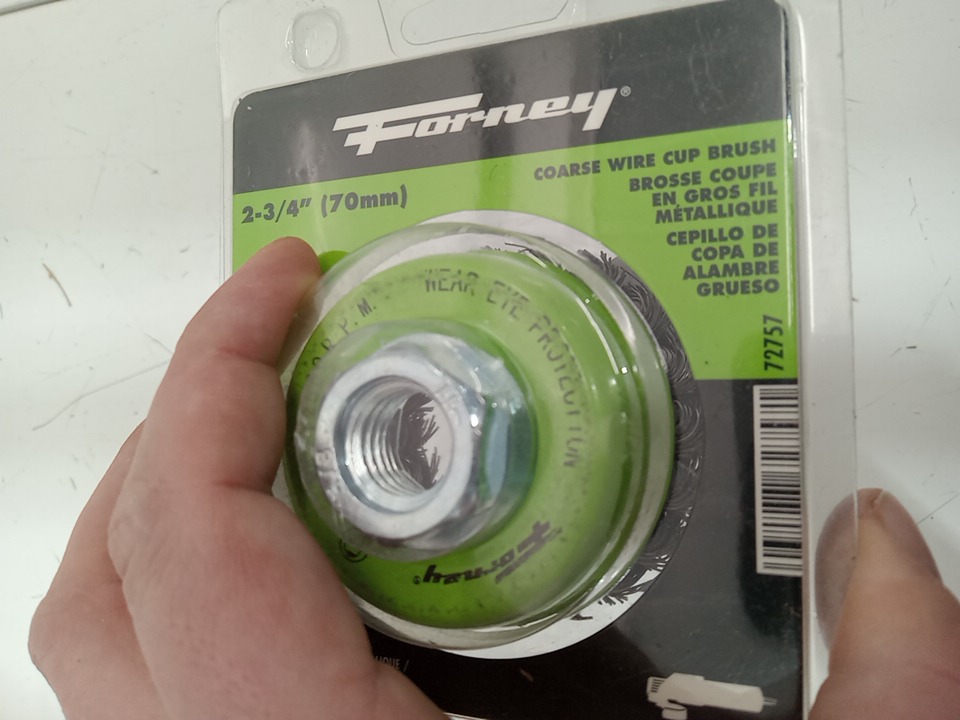 Forney®
2-3/4" (70mm)
COARSE WIRE CUP BRUSH
BROSSE COUPE
EN GROS FIL
MÉTALLIQUE
CEPILLO DE
COPA DE
ALAMBRE
GRUESO
72757
R.P.M. WEAR EYE PROTECTION
Forney®